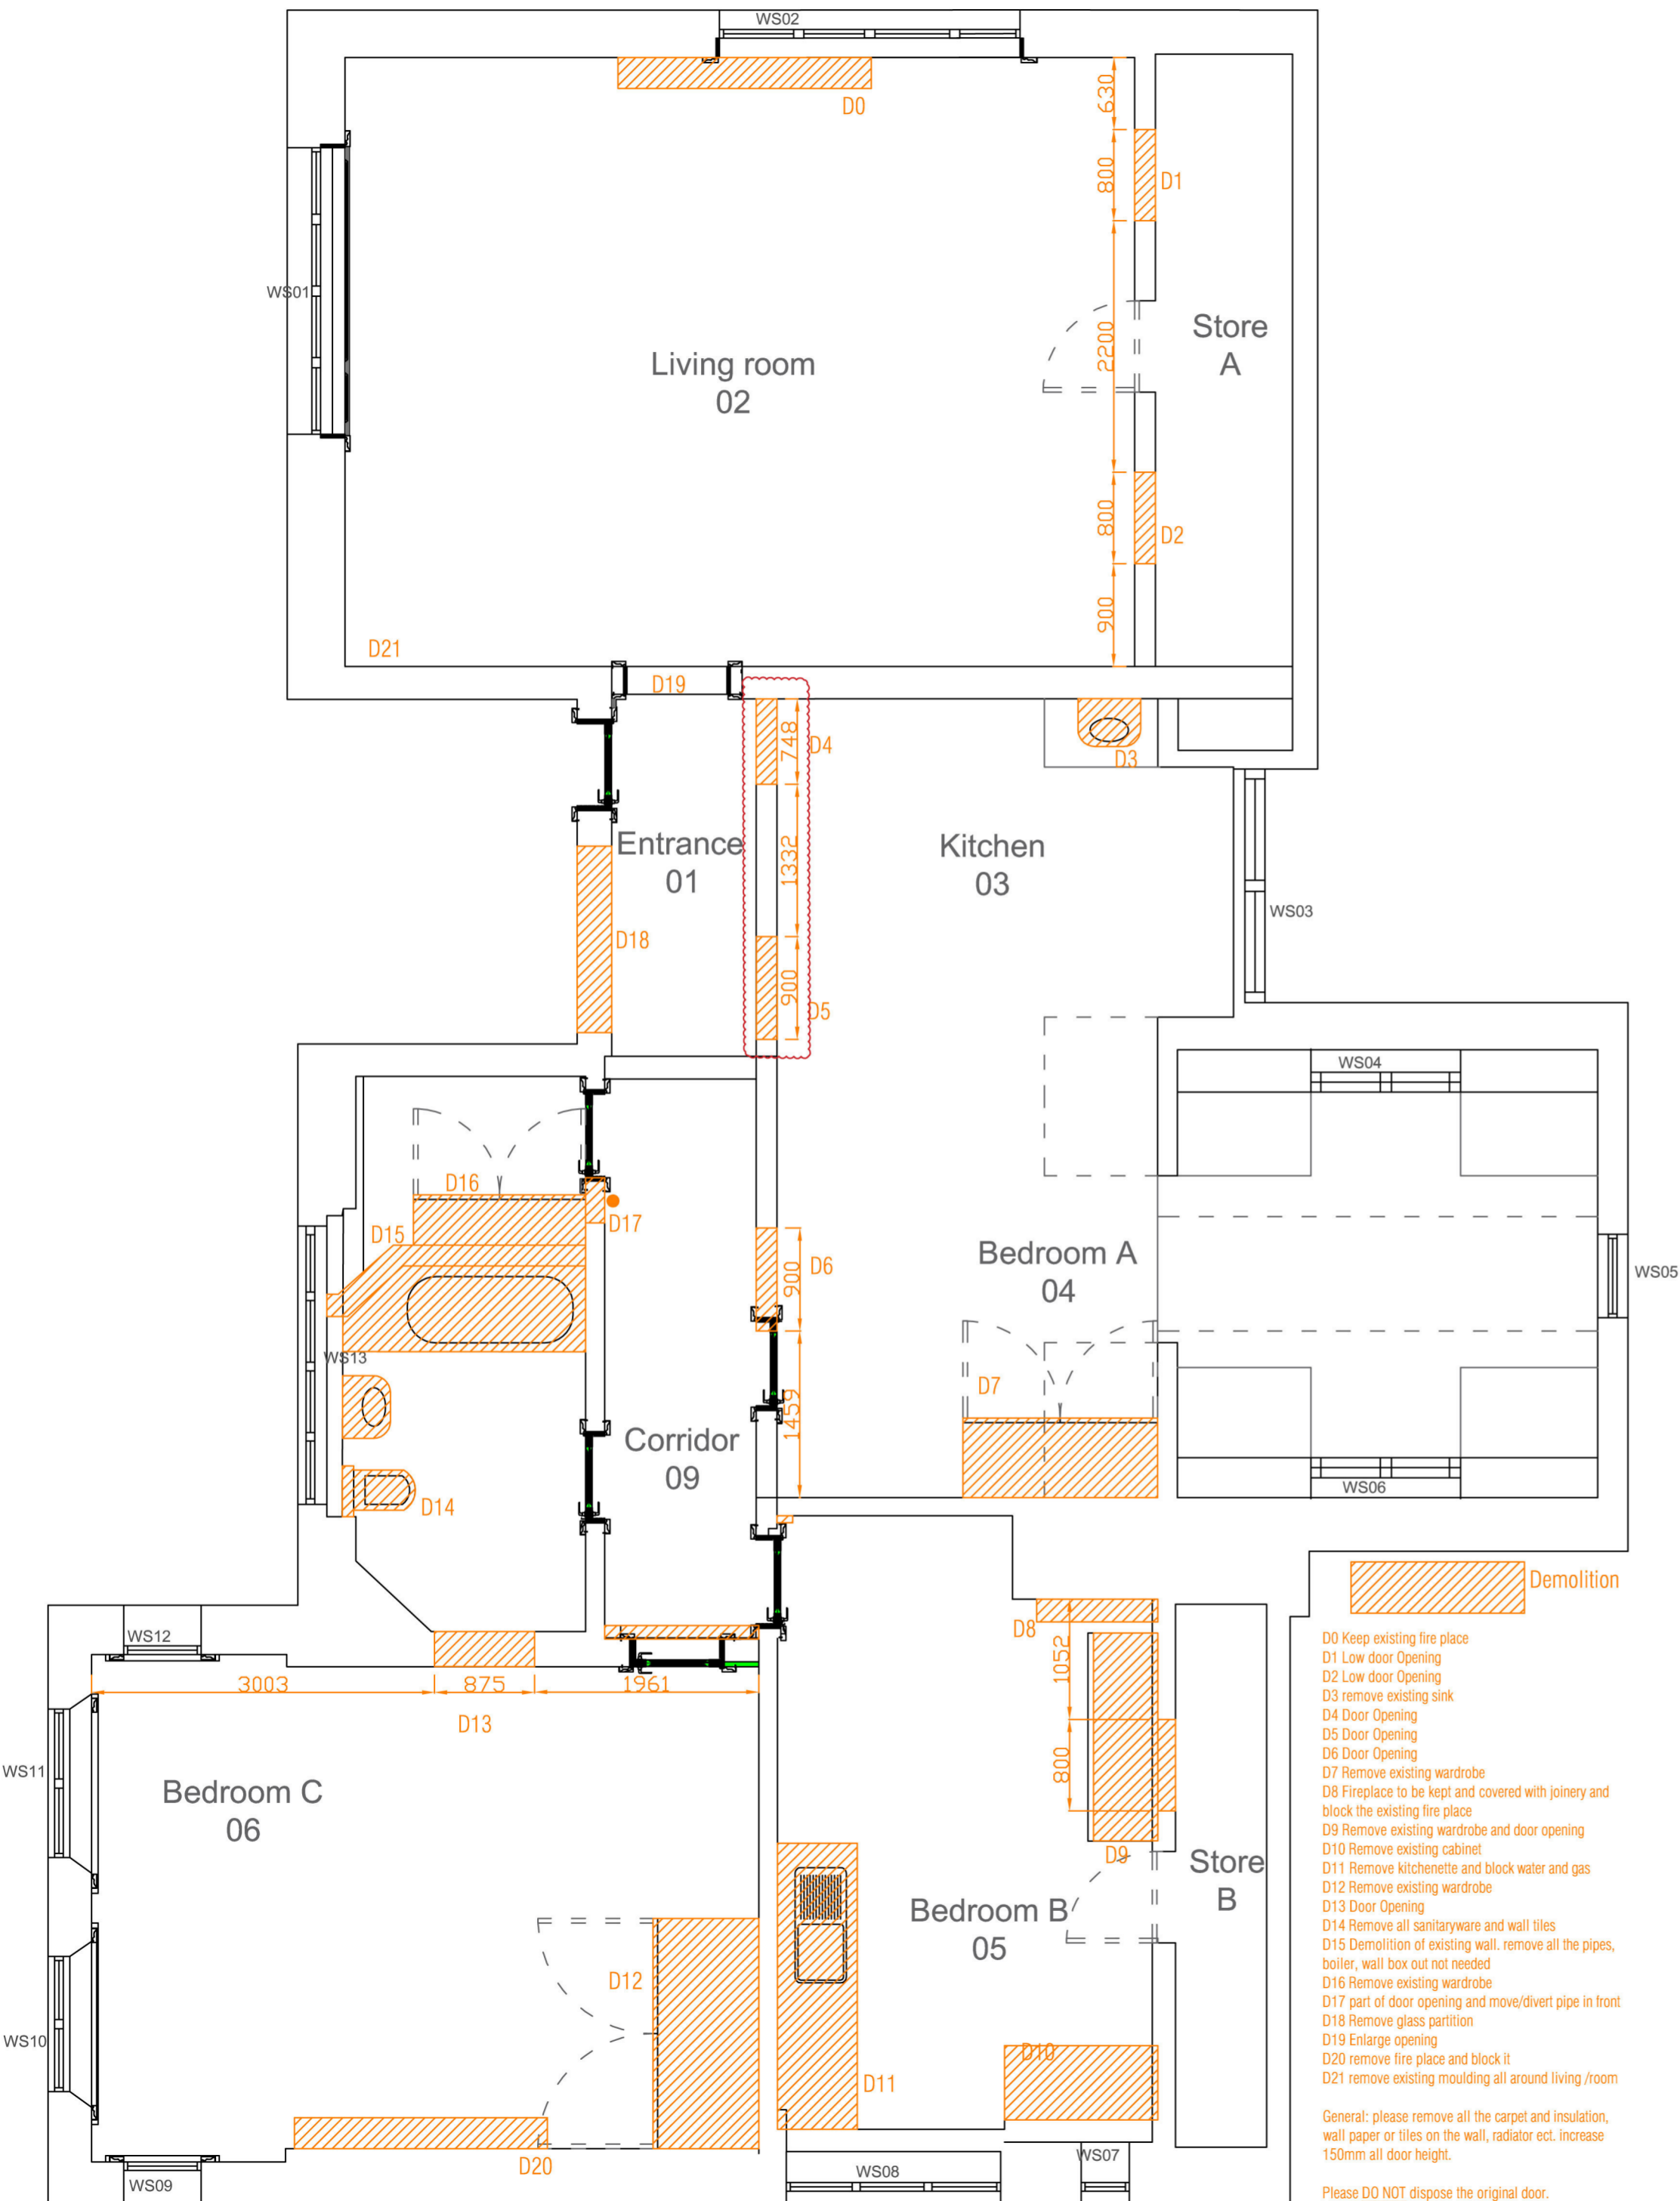 WS02
D0
630
800
D1
WS01
Store
A
2200
Living room
02
800
D2
900
D21
D19
748
D4
D3
Entrance
01
1332
Kitchen
03
WS03
D18
900
D5
WS04
D16
D17
D15
Bedroom A
04
D6
900
WS05
WS13
D7
1459
Corridor
09
WS06
D14
Demolition
WS12
D8
1052
3003
875
1961
D13
WS11
800
Bedroom C
06
D9
Store
B
Bedroom B
05
D12
WS10
D10
D11
D20
WS09
WS08
WS07
D0 Keep existing fire place
D1 Low door Opening
D2 Low door Opening
D3 remove existing sink
D4 Door Opening
D5 Door Opening
D6 Door Opening
D7 Remove existing wardrobe
D8 Fireplace to be kept and covered with joinery and
block the existing fire place
D9 Remove existing wardrobe and door opening
D10 Remove existing cabinet
D11 Remove kitchenette and block water and gas
D12 Remove existing wardrobe
D13 Door Opening
D14 Remove all sanitaryware and wall tiles
D15 Demolition of existing wall. remove all the pipes,
boiler, wall box out not needed
D16 Remove existing wardrobe
D17 part of door opening and move/divert pipe in front
D18 Remove glass partition
D19 Enlarge opening
D20 remove fire place and block it
D21 remove existing moulding all around living /room
General: please remove all the carpet and insulation,
wall paper or tiles on the wall, radiator ect. increase
150mm all door height.
Please DO NOT dispose the original door.